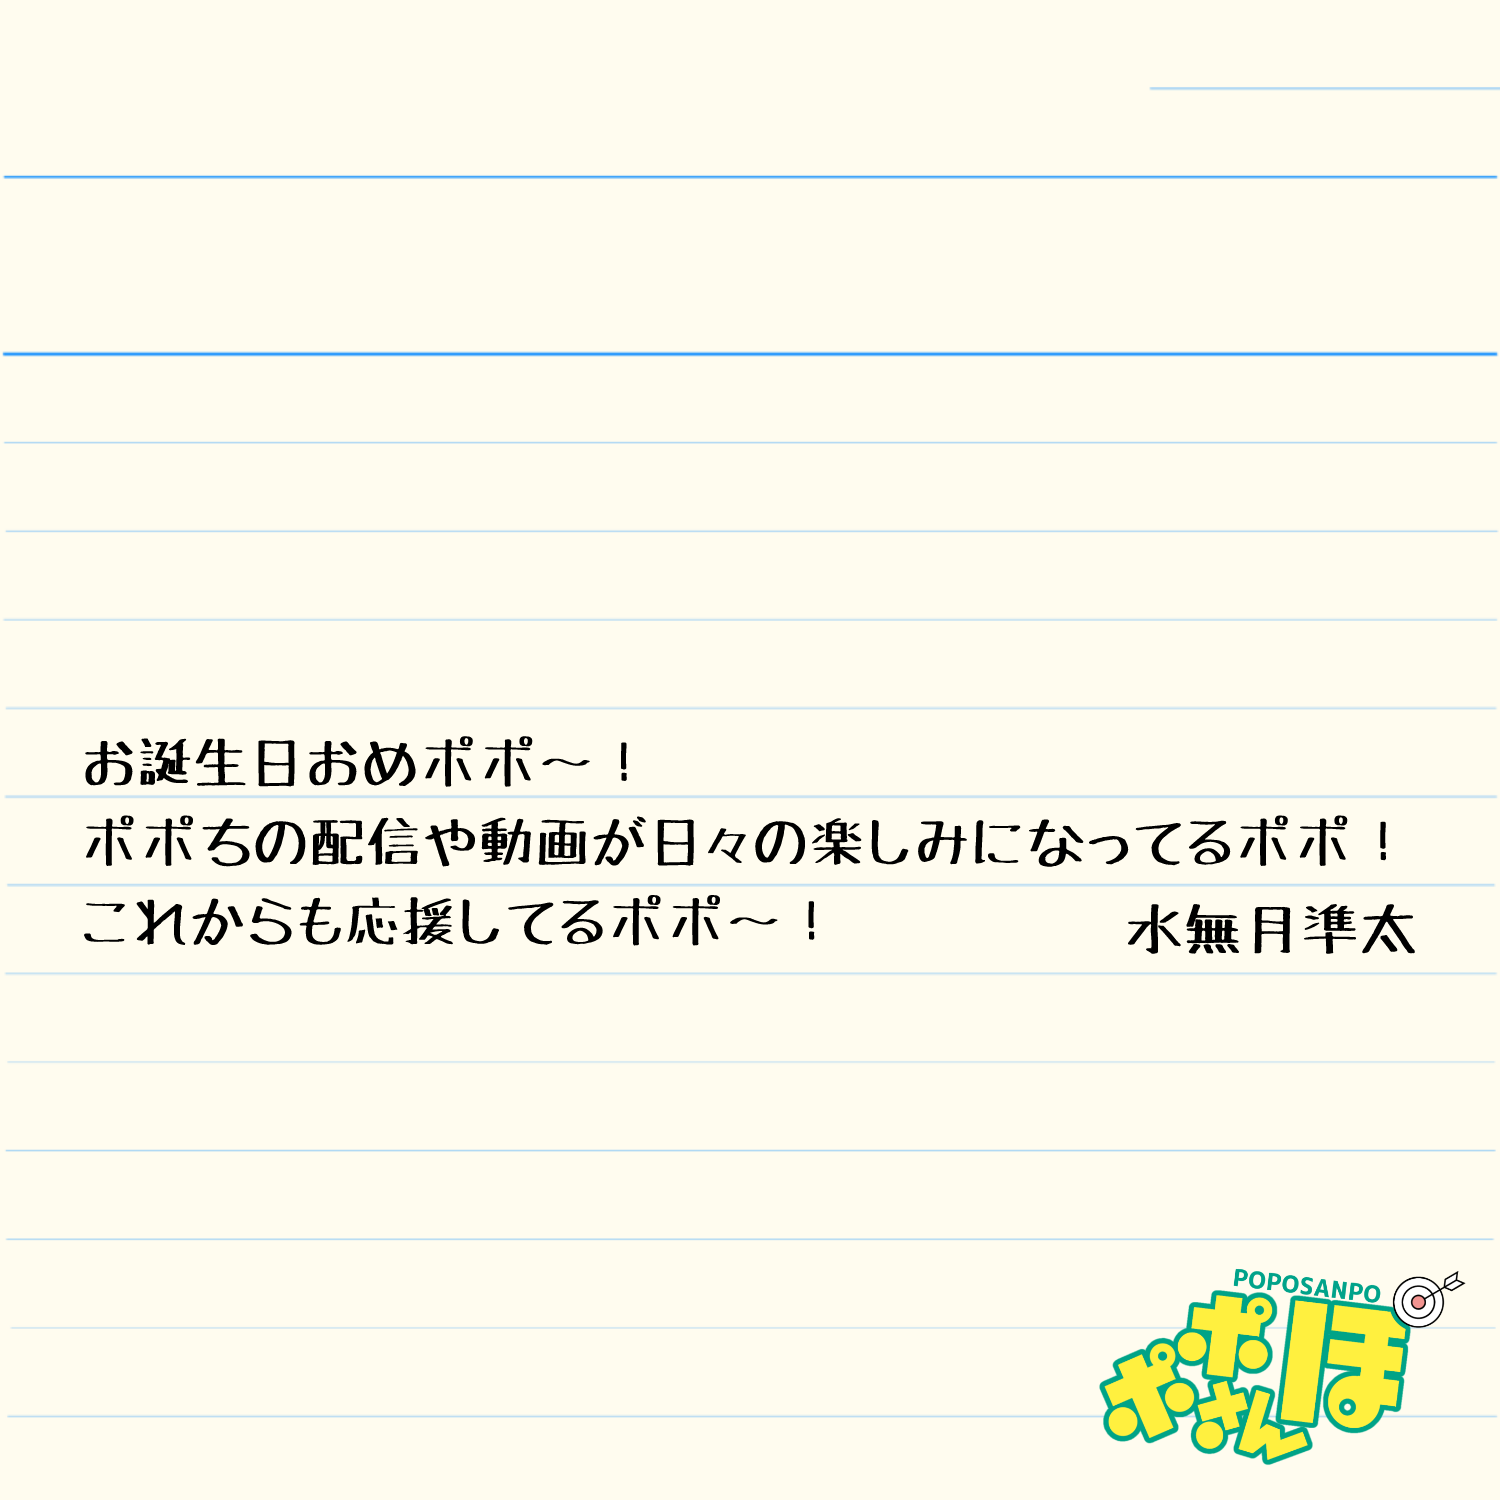 お誕生日おめポポ～！
ポポちの配信や動画が日々の楽しみになってるポポ！
これからも応援してるポポ～！
水無月準太
POPOSANPO
ポポさんぽ